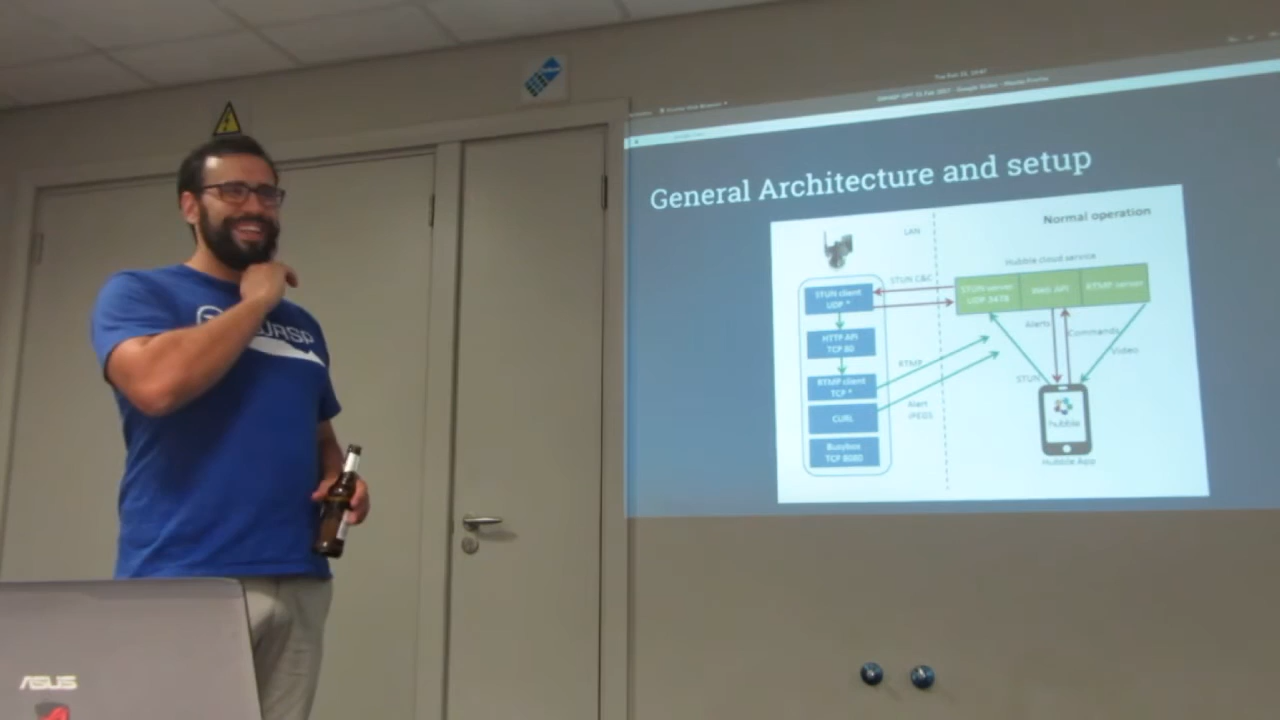 General Architecture and setup
Normal operation
LAN
Hubble cloud service
STUN C&C
STUN client
UDP *
STUN server
UDP 3478
Web API
RTMP server
HTTP API
TCP 80
Alerts
Commands
Video
RTMP
RTMP client
TCP *
STUN
Alert
CURL
hubble
Busybox
TCP 8080
Hubble App
ASUS